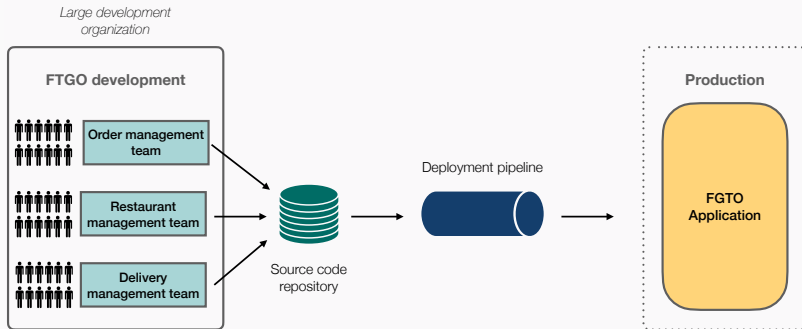 Large development
organization
FTGO development
Order management
team
Restaurant
management team
Delivery
management team
Source code
repository
Deployment pipeline
Production
FGTO
Application